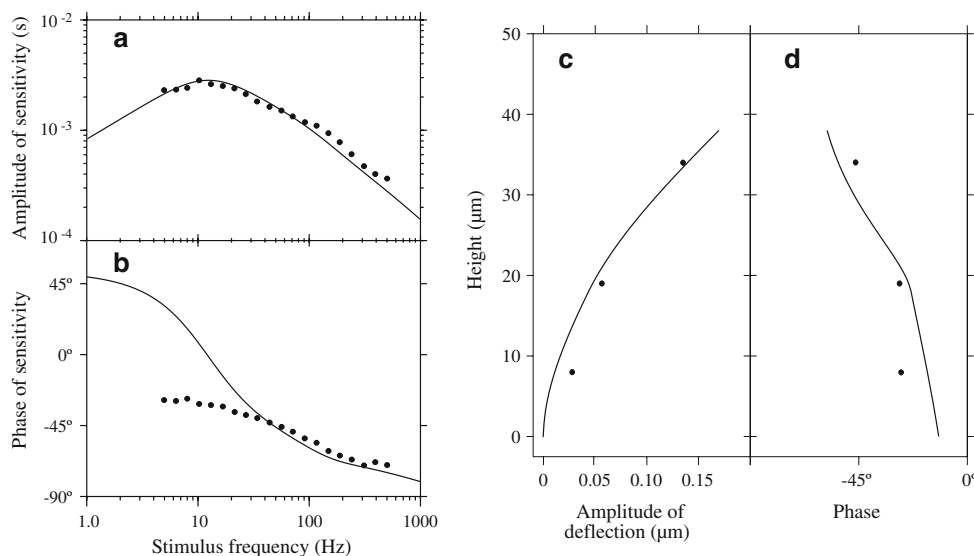 a
Amplitude of sensitivity (s)
10-2
10-3
10-4
b
Phase of sensitivity
45º
0º
-45º
-90º
1.0
10
100
1000
Stimulus frequency (Hz)
c
Height (µm)
50
40
30
20
10
0
0
0.05
0.10
0.15
Amplitude of
deflection (µm)
d
-45º
0º
Phase